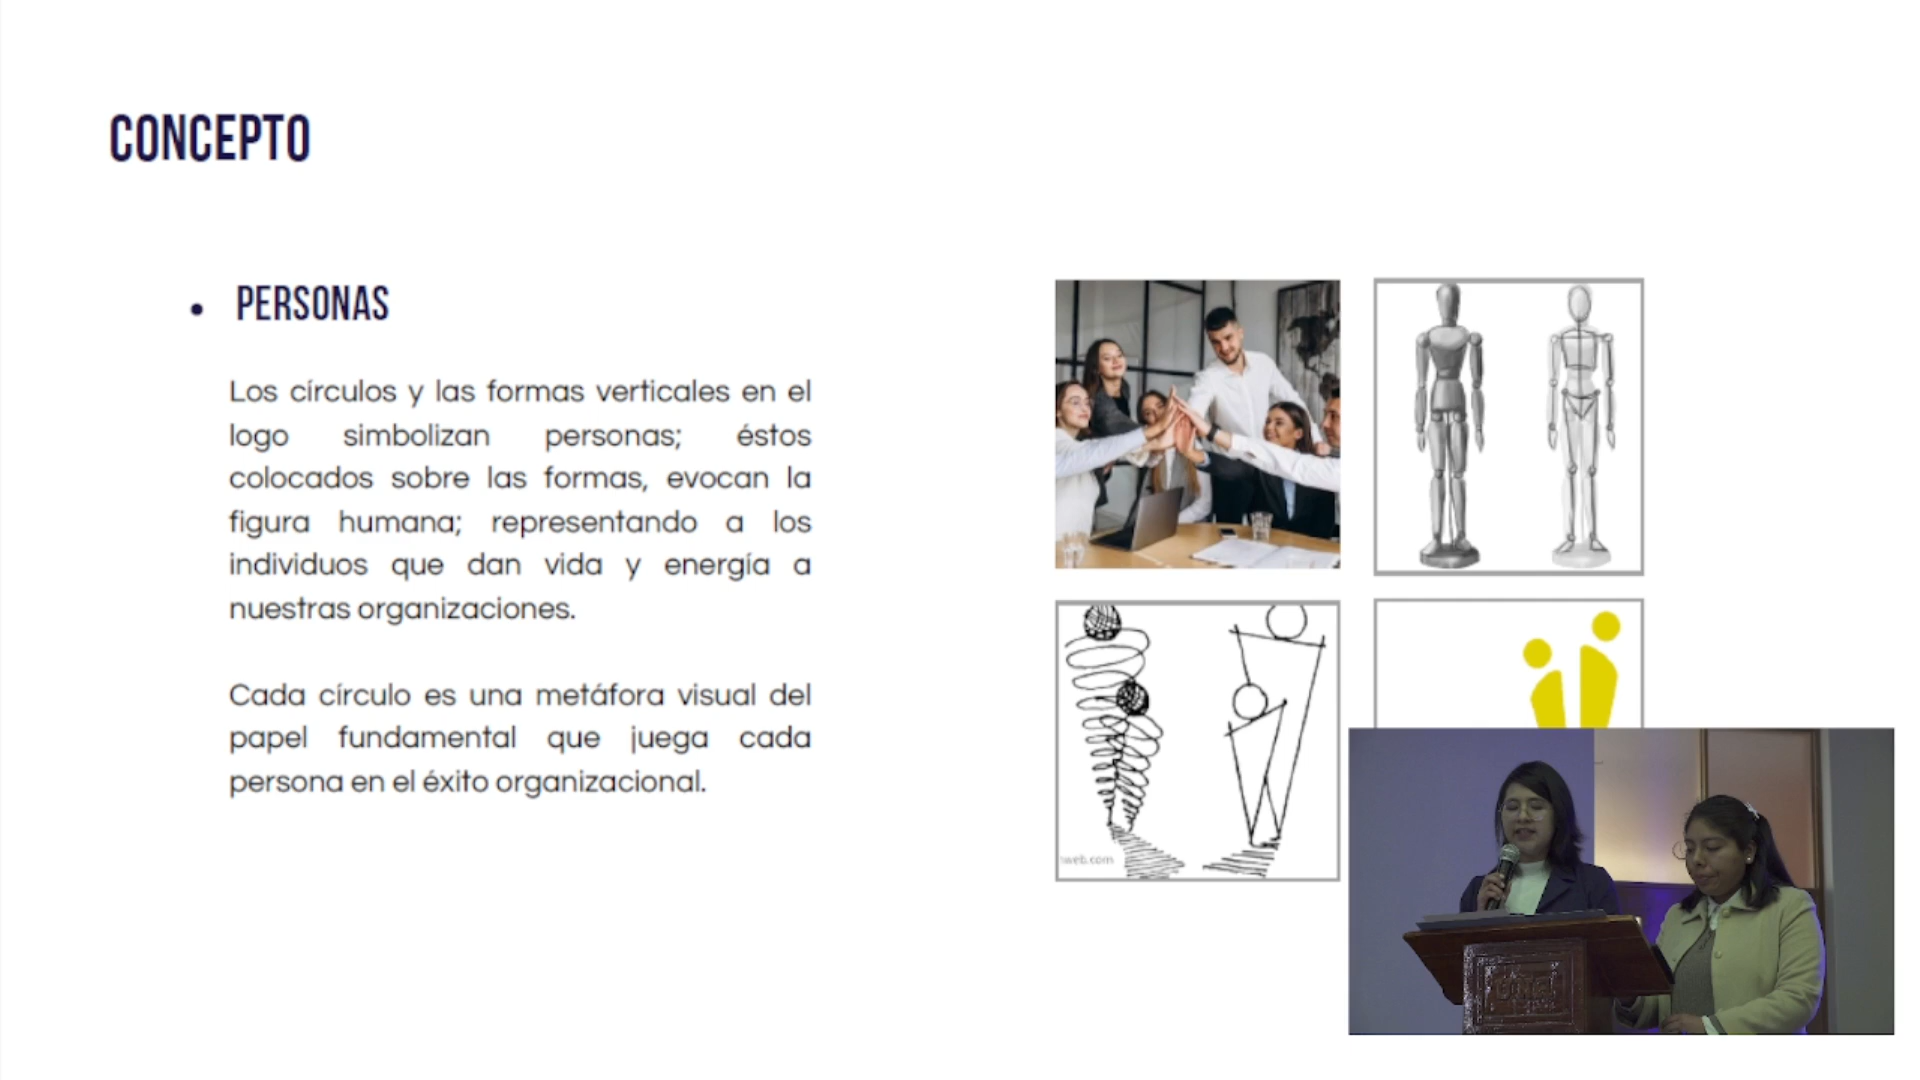 CONCEPTO
• PERSONAS
Los círculos y las formas verticales en el
logo simbolizan personas; éstos
colocados sobre las formas, evocan la
figura humana; representando a los
individuos que dan vida y energía a
nuestras organizaciones.
Cada círculo es una metáfora visual del
papel fundamental que juega cada
persona en el éxito organizacional.
web.com